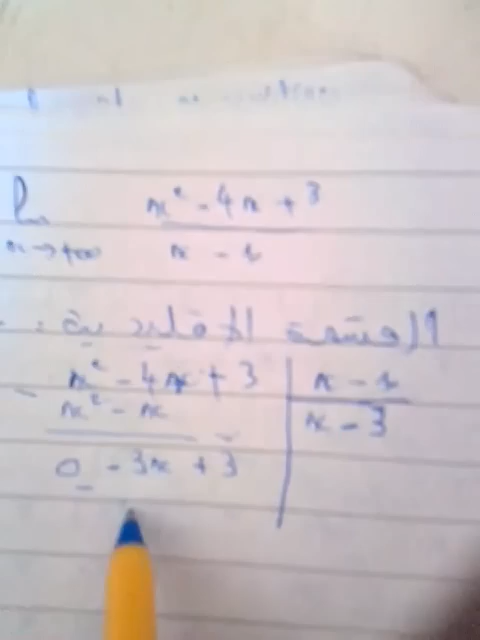 lim x² - 4x + 3
x → +∞ x - 1
القسمة الإقليدية :
- x² - 4x + 3 | x - 1
x² - x | x - 3
0 - 3x + 3